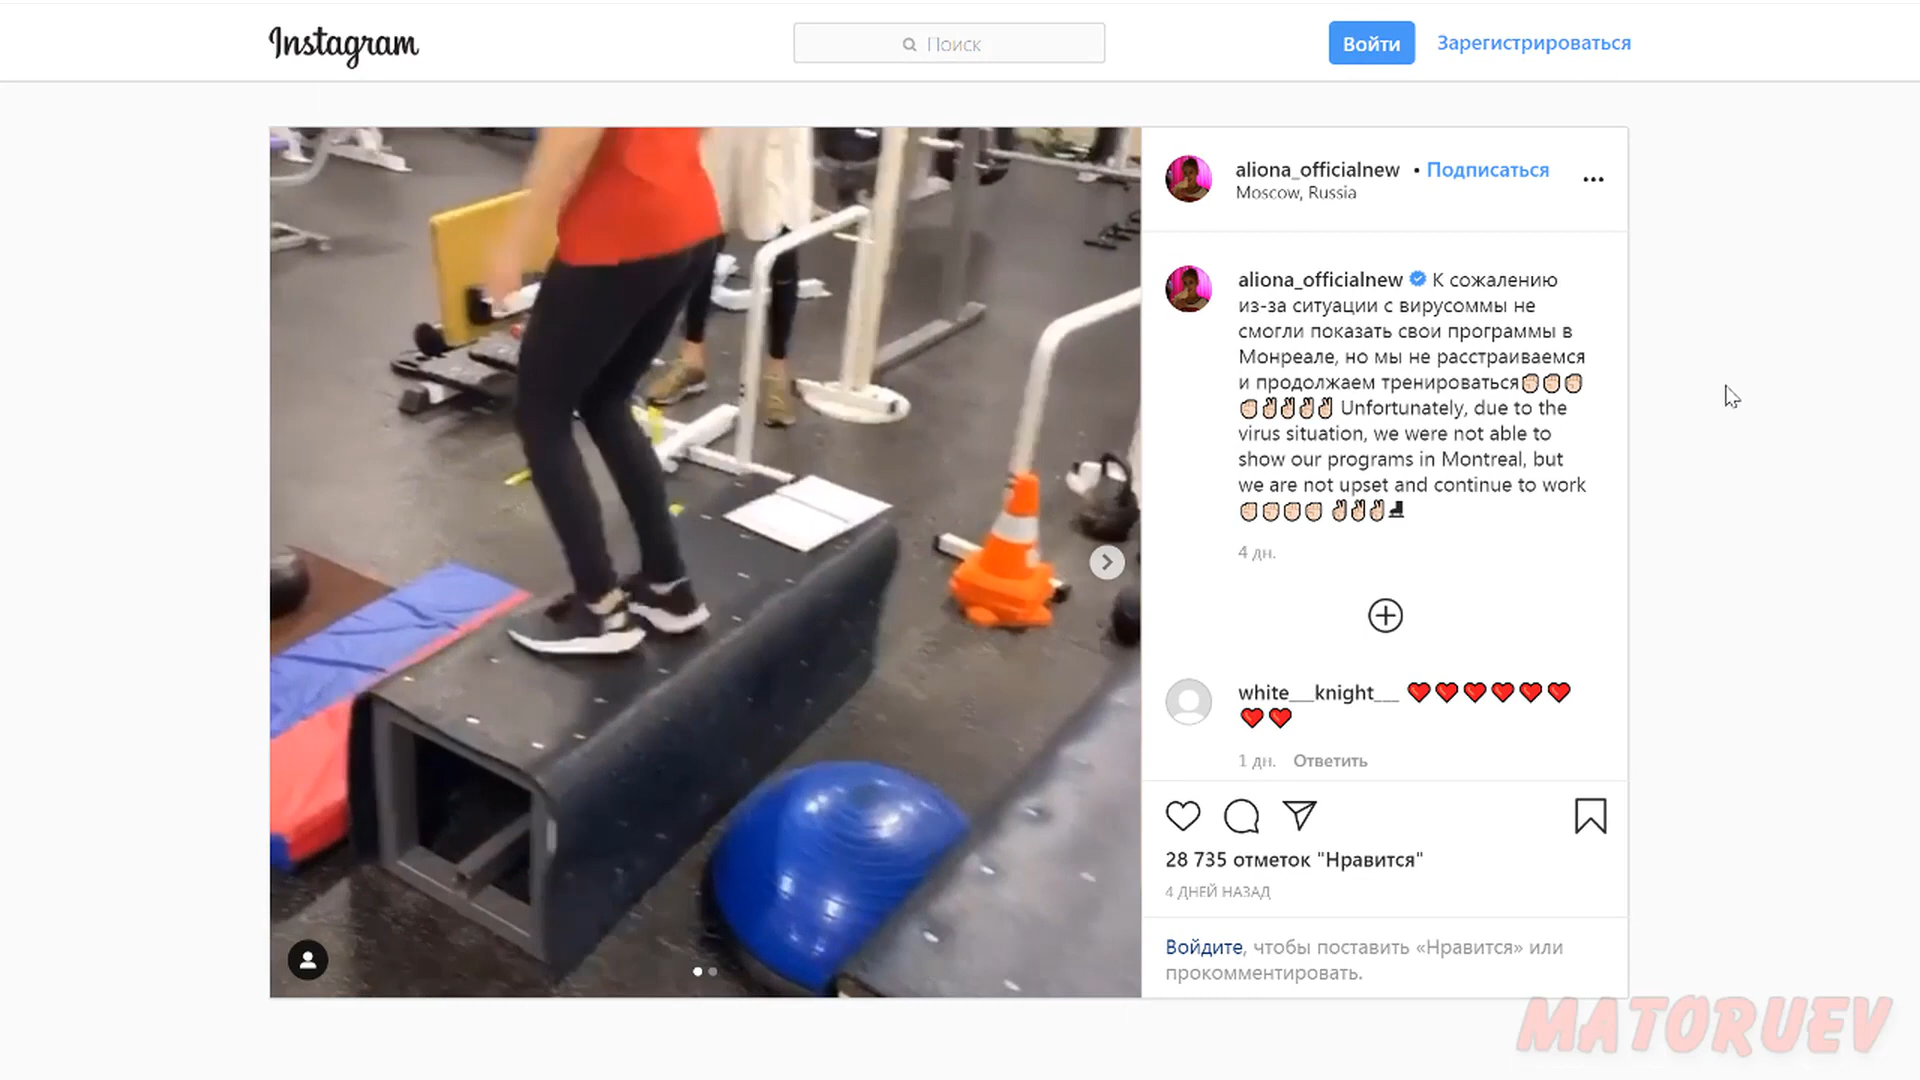 Instagram
Поиск
Войти
Зарегистрироваться
aliona_officialnew • Подписаться
Moscow, Russia
aliona_officialnew К сожалению
из-за ситуации с вирусоммы не
смогли показать свои программы в
Монреале, но мы не расстраиваемся
и продолжаем тренироваться✊🏻✊🏻✊🏻
✊🏻✌🏻✌🏻✌🏻✌🏻 Unfortunately, due to the
virus situation, we were not able to
show our programs in Montreal, but
we are not upset and continue to work
✊🏻✊🏻✊🏻✊🏻 ✌🏻✌🏻✌🏻⛸
4 дн.
white___knight___ ❤️❤️❤️❤️❤️❤️
❤️❤️
1 дн. Ответить
28 735 отметок "Нравится"
4 ДНЕЙ НАЗАД
Войдите, чтобы поставить «Нравится» или
прокомментировать.
MATORUEV